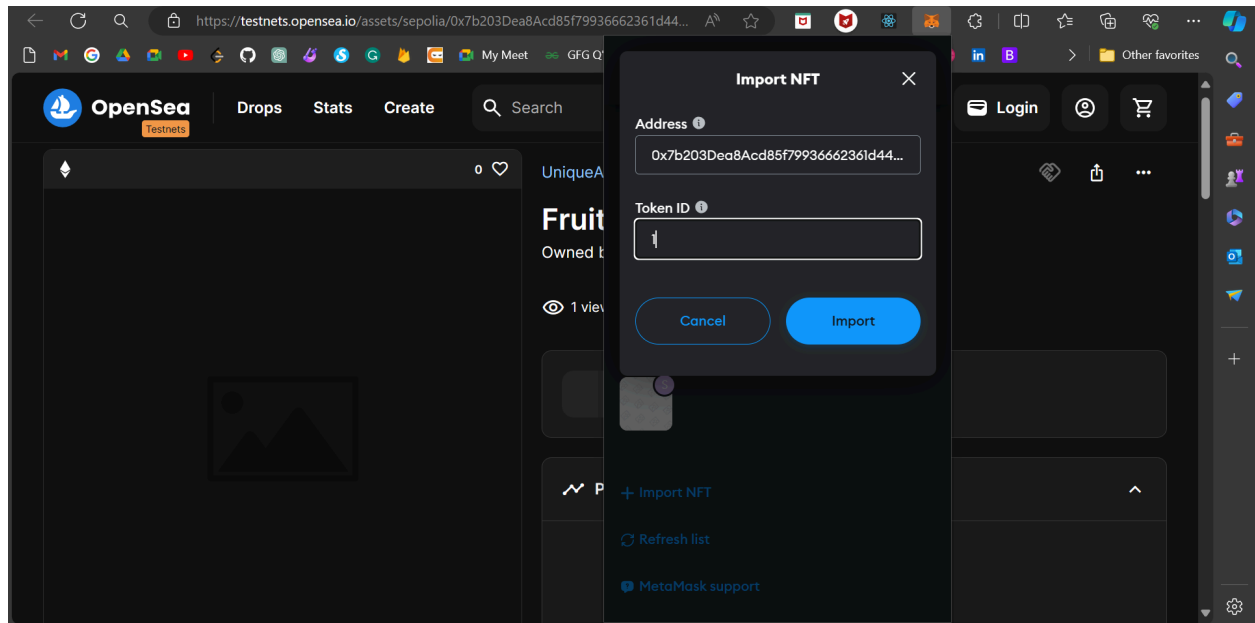 https://testnets.opensea.io/assets/sepolia/0x7b203Dea8Acd85f79936662361d44...
My Meet
GFG Q'
Other favorites
OpenSea
Testnets
Drops
Stats
Create
Search
Login
Import NFT
Address
0x7b203Dea8Acd85f79936662361d44...
Token ID
1
Cancel
Import
0
UniqueA
Fruit
Owned b
1 view
S
P
Import NFT
Refresh list
MetaMask support